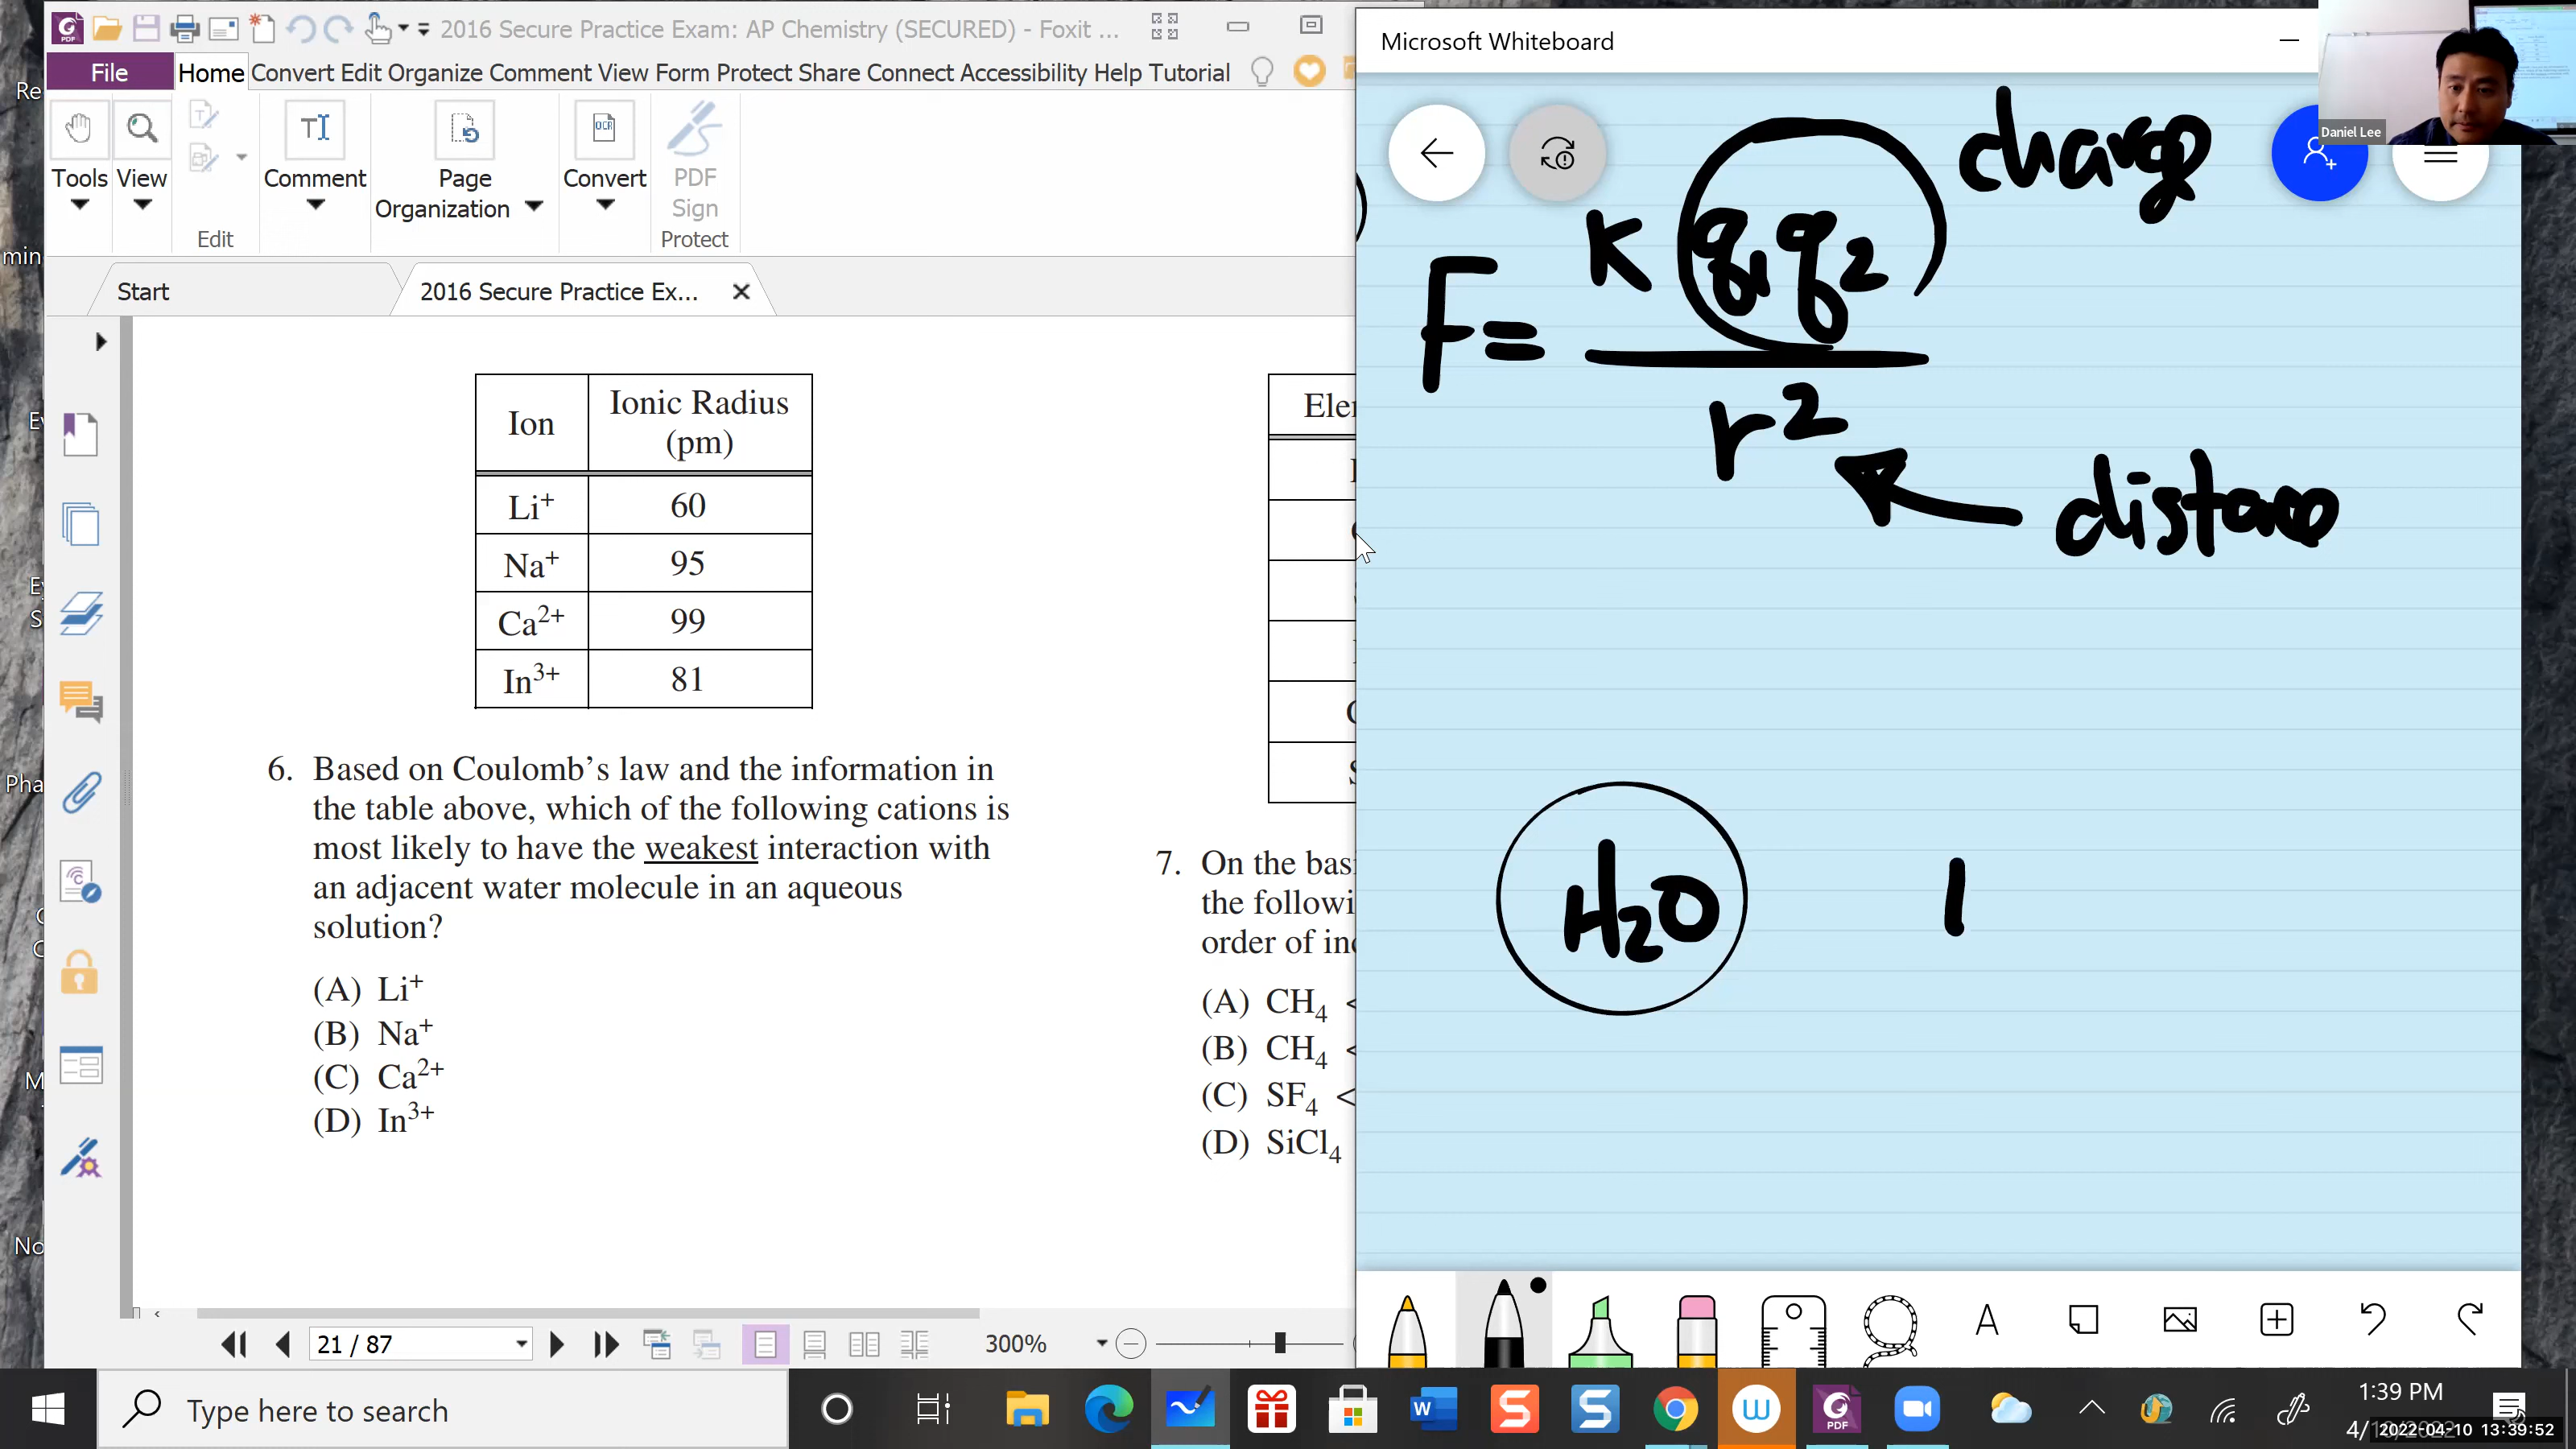 2016 Secure Practice Exam: AP Chemistry (SECURED) - Foxit ...
File Home Convert Edit Organize Comment View Form Protect Share Connect Accessibility Help Tutorial
Tools
View
Edit
Comment
Page Organization
Convert
PDF Sign
Protect
Start
2016 Secure Practice Ex...
Ion Ionic Radius (pm)
Li+ 60
Na+ 95
Ca2+ 99
In3+ 81
6. Based on Coulomb's law and the information in
the table above, which of the following cations is
most likely to have the weakest interaction with
an adjacent water molecule in an aqueous
solution?
(A) Li+
(B) Na+
(C) Ca2+
(D) In3+
7. On the
the
order of
(A) CH4 <
(B) CH4 <
(C) SF4 <
(D) SiCl4
21 / 87
300%
Microsoft Whiteboard
Daniel Lee
charge
F = k q1q2
r2
distance
H2O
Type here to search
1:39 PM
2022-04-10 13:39:52